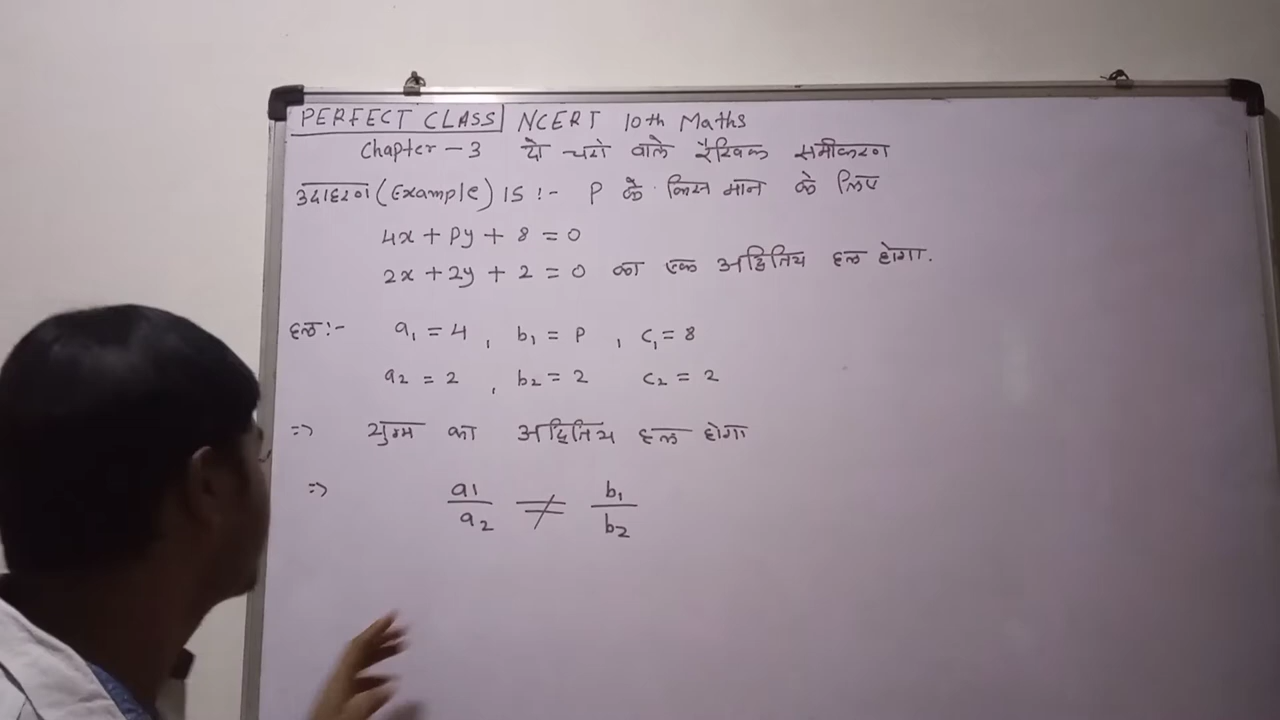 PERFECT CLASS NCERT 10th Maths
Chapter - 3 दो चरो वाले रैखिक समीकरण
उदाहरण (Example) 15 :- P के किस मान के लिए
4x + py + 8 = 0
2x + 2y + 2 = 0 का एक अद्वितिय हल होगा.
हल :- a₁ = 4 , b₁ = P , c₁ = 8
a₂ = 2 , b₂ = 2 c₂ = 2
=> युग्म का अद्वितिय हल होगा
=> a₁/a₂ ≠ b₁/b₂